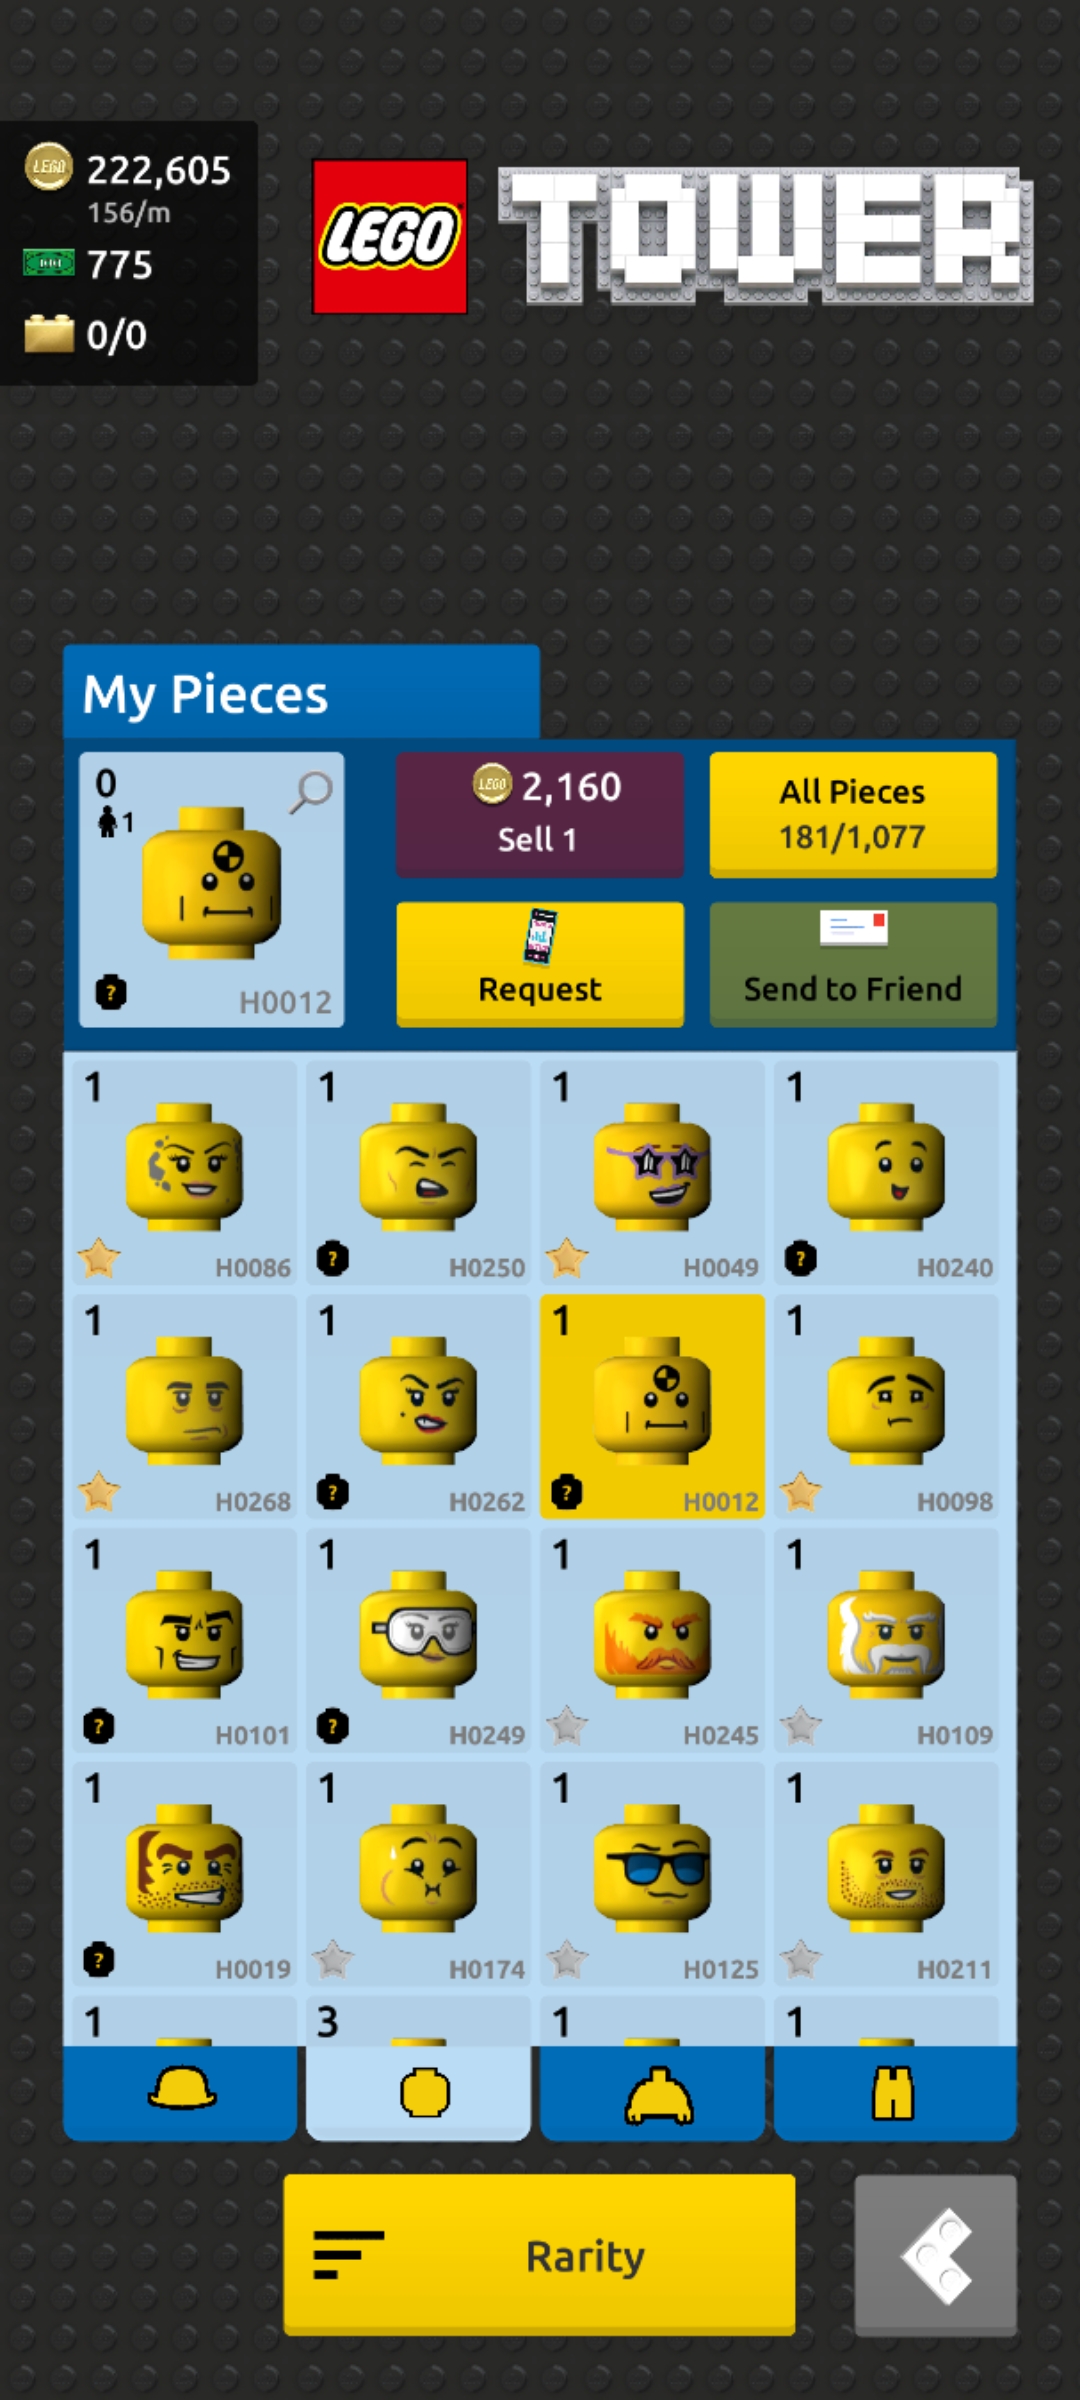 LEGO 222,605
156/m
775
0/0
LEGO
TOWER
My Pieces
0
1
H0012
LEGO 2,160
Sell 1
All Pieces
181/1,077
Request
Send to Friend
1 1 1 1
H0086 H0250 H0049 H0240
1 1 1 1
H0268 H0262 H0012 H0098
1 1 1 1
H0101 H0249 H0245 H0109
1 1 1 1
H0019 H0174 H0125 H0211
1 3 1 1
Rarity